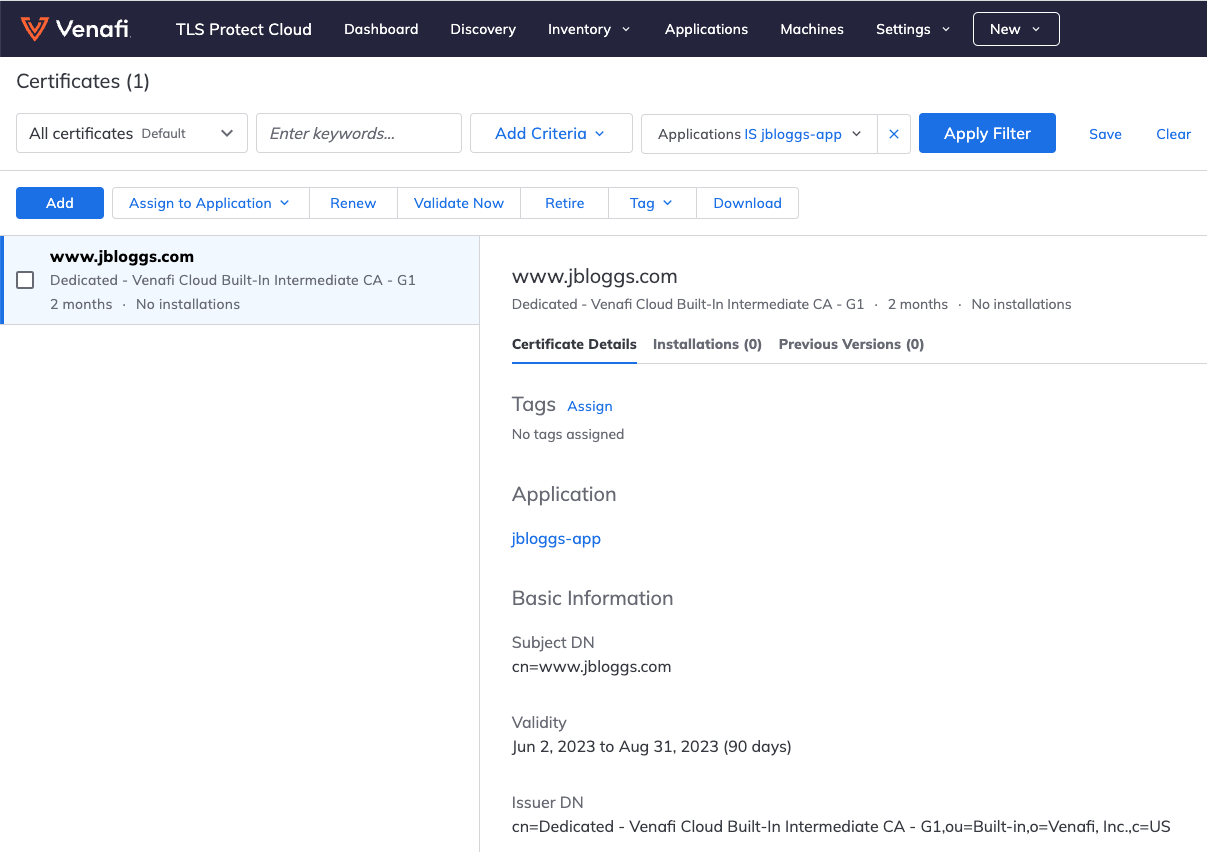 Venafi TLS Protect Cloud Dashboard Discovery Inventory Applications Machines Settings New
Certificates (1)
All certificates Default Enter keywords... Add Criteria Applications IS jbloggs-app × Apply Filter Save Clear
Add Assign to Application Renew Validate Now Retire Tag Download
www.jbloggs.com
Dedicated - Venafi Cloud Built-In Intermediate CA - G1
2 months · No installations
www.jbloggs.com
Dedicated - Venafi Cloud Built-In Intermediate CA - G1 · 2 months · No installations
Certificate Details Installations (0) Previous Versions (0)
Tags Assign
No tags assigned
Application
jbloggs-app
Basic Information
Subject DN
cn=www.jbloggs.com
Validity
Jun 2, 2023 to Aug 31, 2023 (90 days)
Issuer DN
cn=Dedicated - Venafi Cloud Built-In Intermediate CA - G1,ou=Built-in,o=Venafi, Inc.,c=US